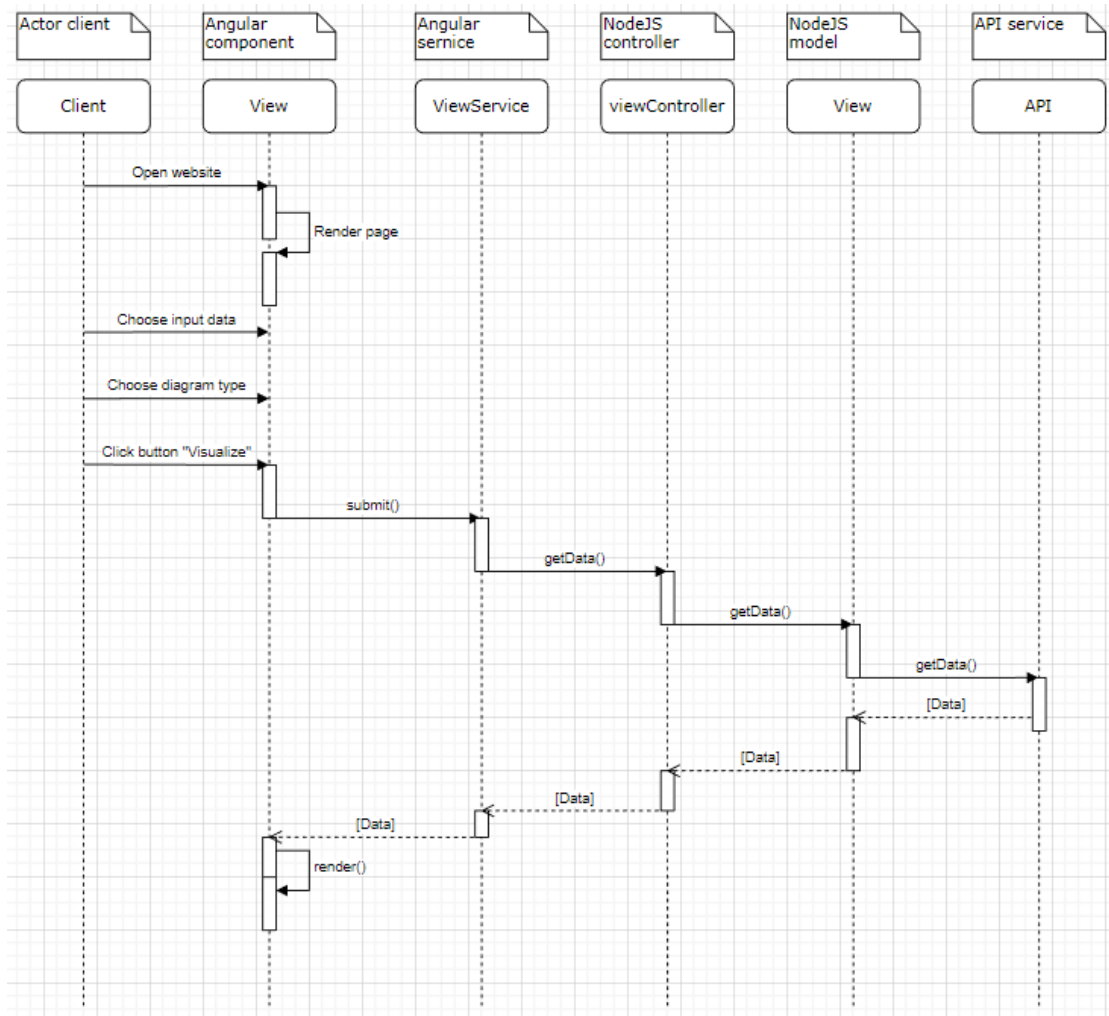 Actor client
Angular
component
Angular
sernice
NodeJS
controller
NodeJS
model
API service
Client
View
ViewService
viewController
View
API
Open website
Render page
Choose input data
Choose diagram type
Click button "Visualize"
submit()
getData()
getData()
getData()
[Data]
[Data]
[Data]
[Data]
render()